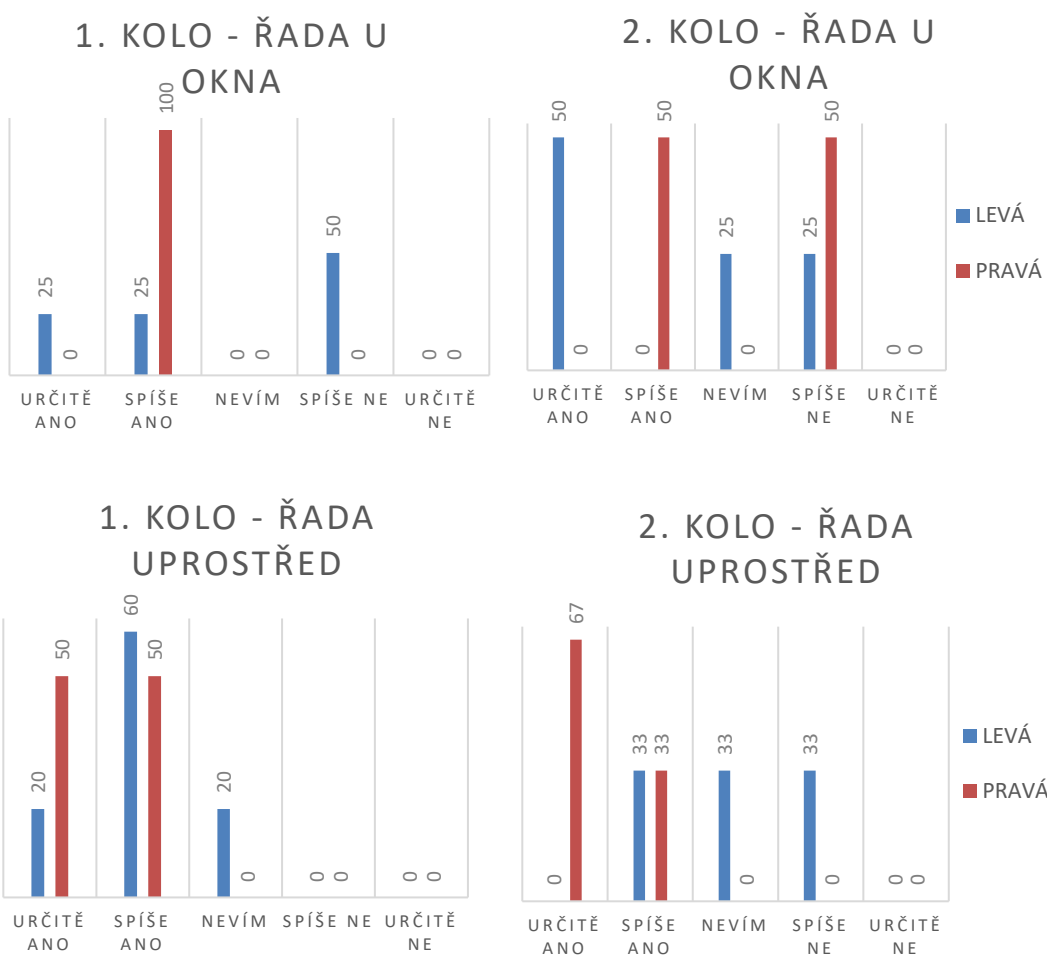 1. KOLO - ŘADA U
OKNA
100
50
25
25
0
0 0
0
0 0
URČITĚ ANO
SPÍŠE ANO
NEVÍM
SPÍŠE NE
URČITĚ NE
2. KOLO - ŘADA U
OKNA
50
50
50
25
25
0
0
0
0 0
URČITĚ ANO
SPÍŠE ANO
NEVÍM
SPÍŠE NE
URČITĚ NE
LEVÁ
PRAVÁ
1. KOLO - ŘADA
UPROSTŘED
20
50
60
50
20
0
0 0
0 0
URČITĚ ANO
SPÍŠE ANO
NEVÍM
SPÍŠE NE
URČITĚ NE
2. KOLO - ŘADA
UPROSTŘED
0
67
33
33
33
0
33
0
0 0
URČITĚ ANO
SPÍŠE ANO
NEVÍM
SPÍŠE NE
URČITĚ NE
LEVÁ
PRAVÁ